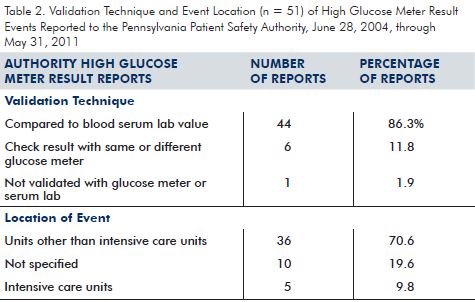 Table 2. Validation Technique and Event Location (n = 51) of High Glucose Meter Result
Events Reported to the Pennsylvania Patient Safety Authority, June 28, 2004, through
May 31, 2011
AUTHORITY HIGH GLUCOSE METER RESULT REPORTS NUMBER OF REPORTS PERCENTAGE OF REPORTS
Validation Technique
Compared to blood serum lab value 44 86.3%
Check result with same or different 6 11.8
glucose meter
Not validated with glucose meter or 1 1.9
serum lab
Location of Event
Units other than intensive care units 36 70.6
Not specified 10 19.6
Intensive care units 5 9.8